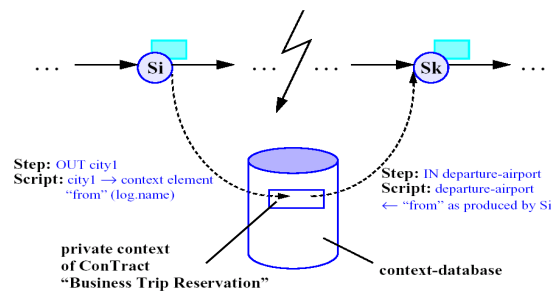 ... Si ... ... Sk ...
Step: OUT city1
Script: city1 → context element
"from" (log.name)
Step: IN departure-airport
Script: departure-airport
← "from" as produced by Si
private context
of ConTract
"Business Trip Reservation"
context-database